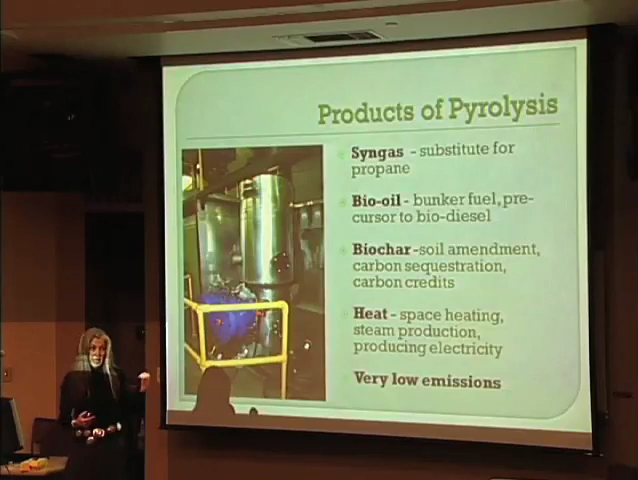 Products of Pyrolysis
Syngas - substitute for
propane
Bio-oil - bunker fuel, pre-
cursor to bio-diesel
Biochar -soil amendment,
carbon sequestration,
carbon credits
Heat - space heating,
steam production,
producing electricity
Very low emissions